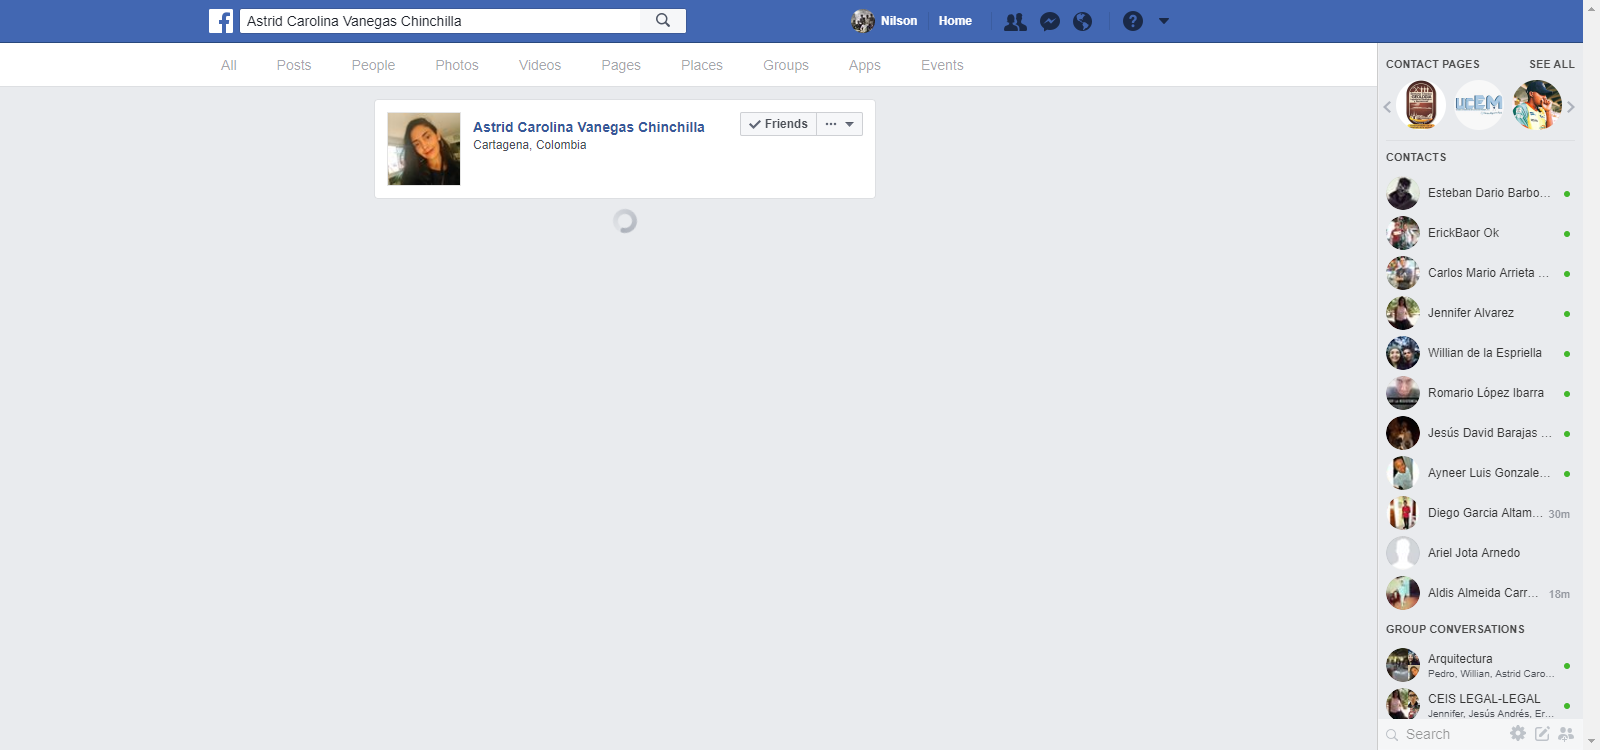 Astrid Carolina Vanegas Chinchilla
Nilson
Home
All Posts People Photos Videos Pages Places Groups Apps Events
Astrid Carolina Vanegas Chinchilla
Cartagena, Colombia
Friends
CONTACT PAGES SEE ALL
UCEM
CONTACTS
Esteban Dario Barbo...
ErickBaor Ok
Carlos Mario Arrieta ...
Jennifer Alvarez
Willian de la Espriella
Romario López Ibarra
Jesús David Barajas ...
Ayneer Luis Gonzale...
Diego Garcia Altam... 30m
Ariel Jota Arnedo
Aldis Almeida Carr... 18m
GROUP CONVERSATIONS
Arquitectura
Pedro, Willian, Astrid Caro...
CEIS LEGAL-LEGAL
Jennifer, Jesús Andrés, Er...
Search